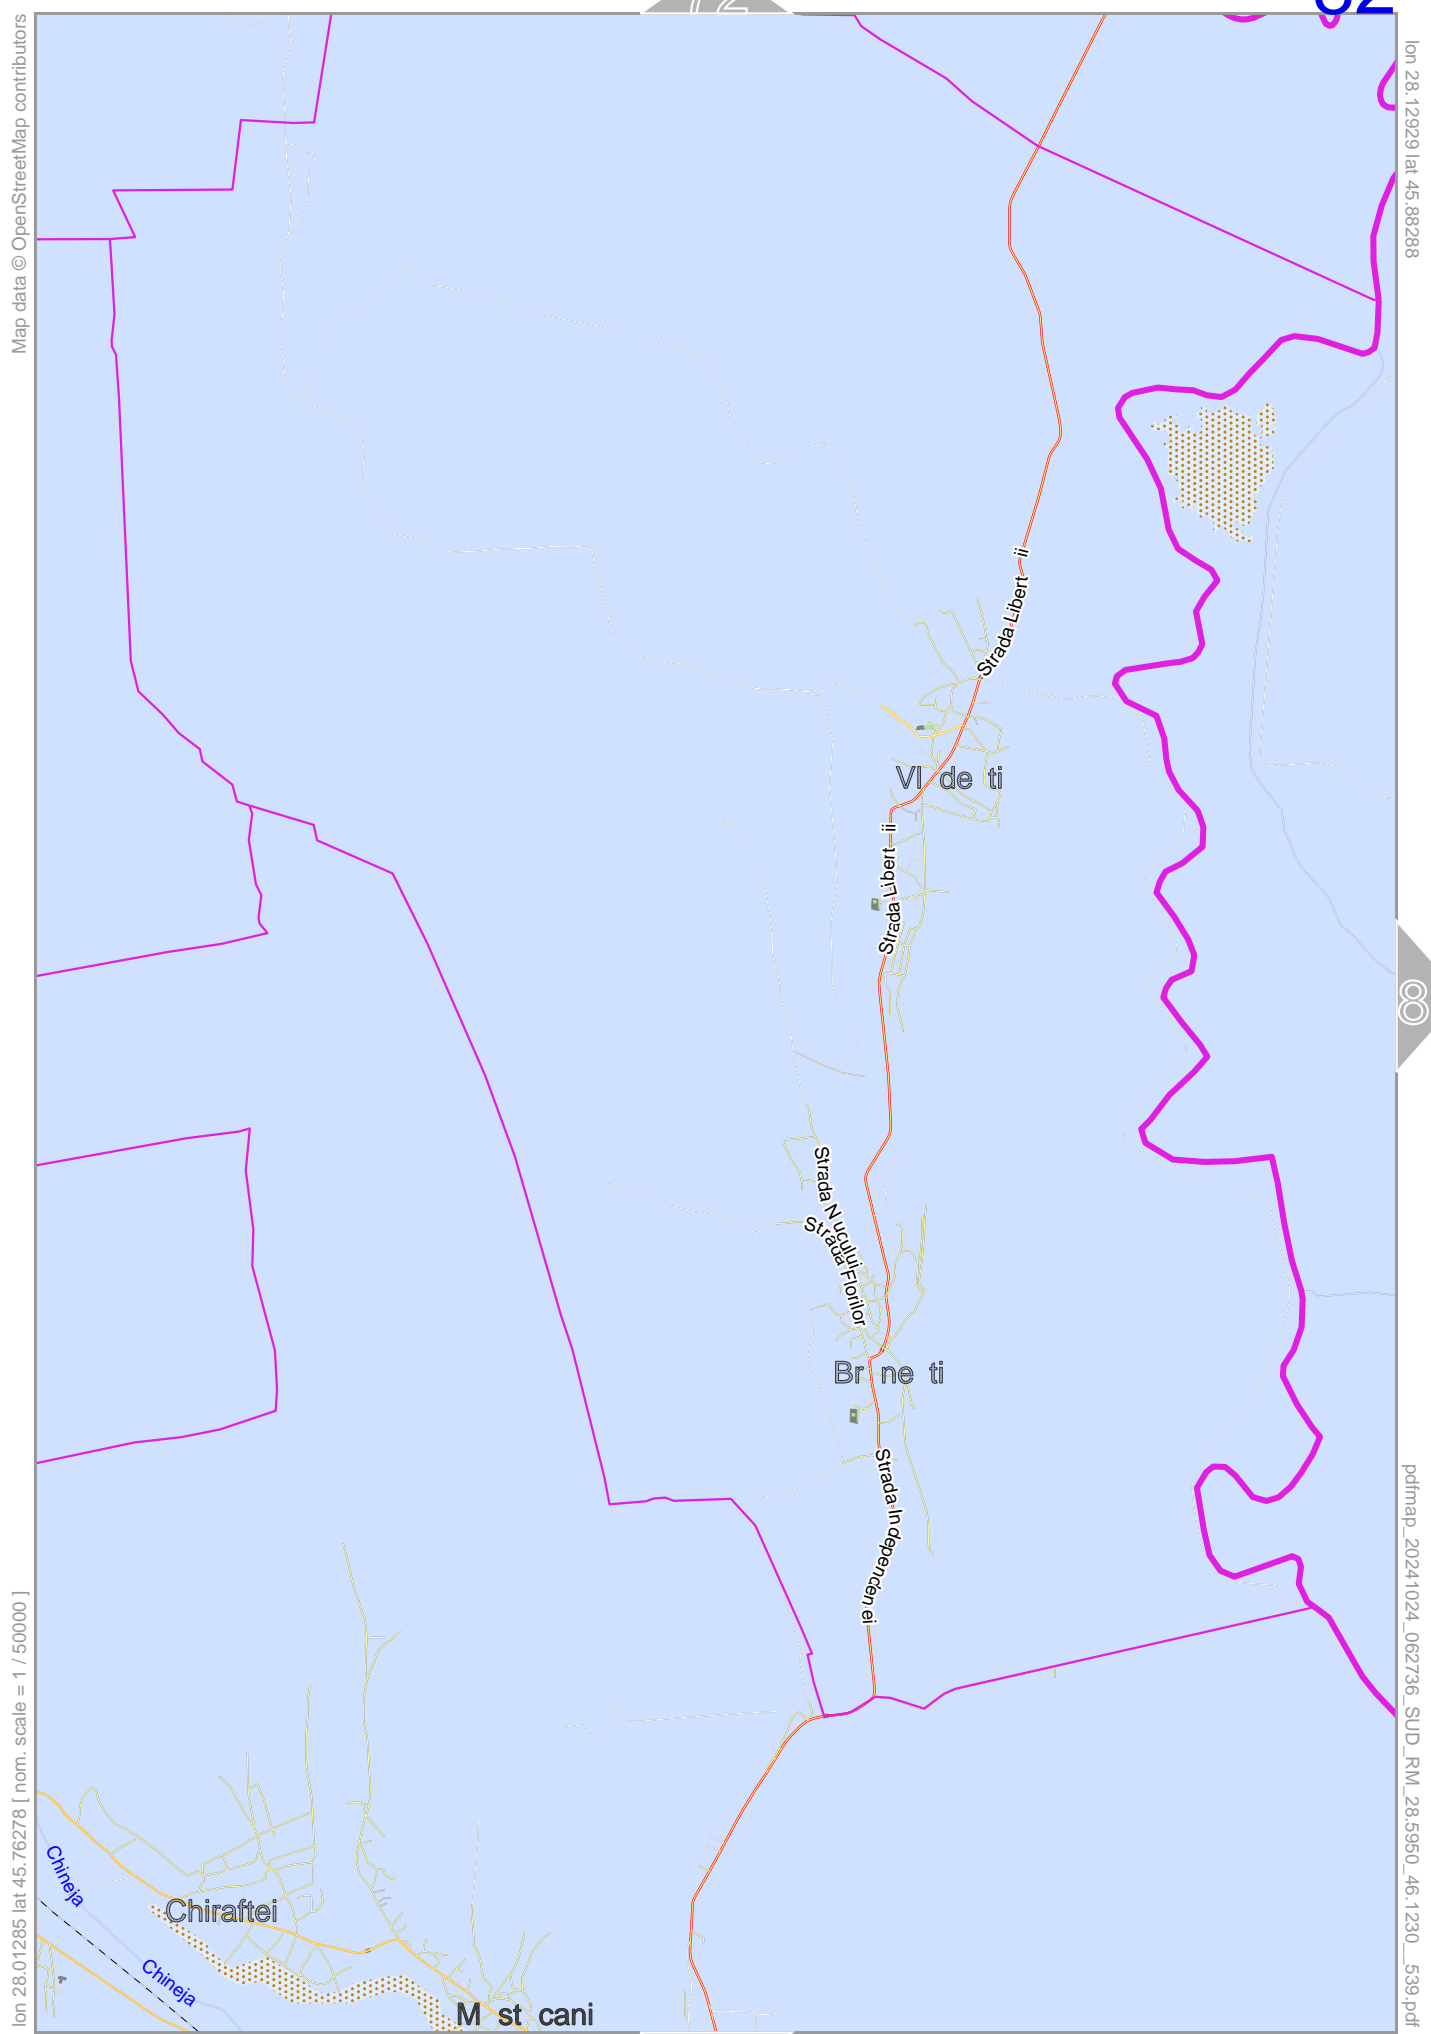 Map data © OpenStreetMap contributors
lon 28.12929 lat 45.88288
Strada Libert ii
Vl de ti
Strada Libert ii
8
Strada Nucului
Strada Florilor
Br ne ti
Strada Independen ei
lon 28.01285 lat 45.76278 [ nom. scale = 1 / 50000 ]
pdfmap_20241024_062736_SUD_RM_28.5950_46.1230__539.pdf
Chineja
Chiraftei
Chineja
M st cani